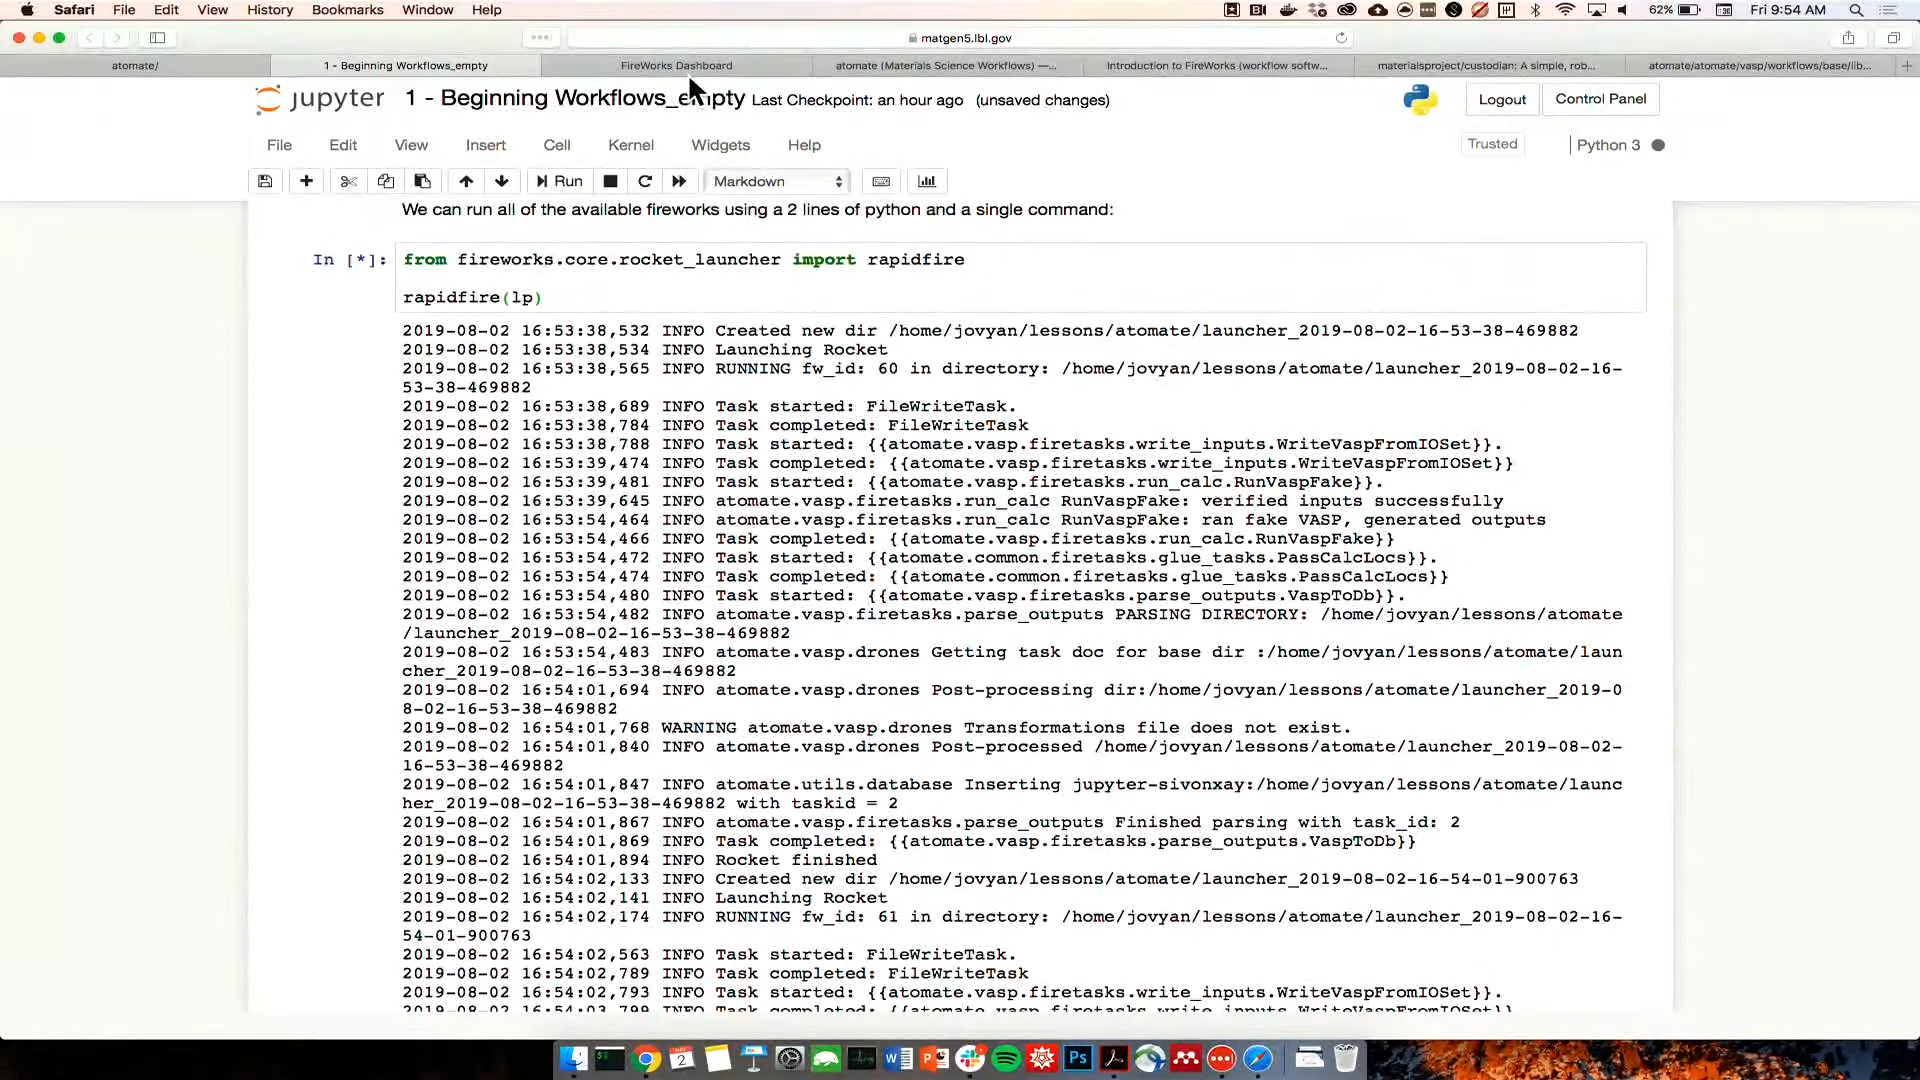 Safari File Edit View History Bookmarks Window Help 62% Fri 9:54 AM
matgen5.lbl.gov
atomate/ 1 - Beginning Workflows_empty FireWorks Dashboard atomate (Materials Science Workflows) —... Introduction to FireWorks (workflow softw... materialsproject/custodian: A simple, rob... atomate/atomate/vasp/workflows/base/lib...
jupyter 1 - Beginning Workflows_empty Last Checkpoint: an hour ago (unsaved changes) Logout Control Panel
File Edit View Insert Cell Kernel Widgets Help Trusted Python 3
Run Markdown
We can run all of the available fireworks using a 2 lines of python and a single command:
In [*]: from fireworks.core.rocket_launcher import rapidfire
rapidfire(lp)
2019-08-02 16:53:38,532 INFO Created new dir /home/jovyan/lessons/atomate/launcher_2019-08-02-16-53-38-469882
2019-08-02 16:53:38,534 INFO Launching Rocket
2019-08-02 16:53:38,565 INFO RUNNING fw_id: 60 in directory: /home/jovyan/lessons/atomate/launcher_2019-08-02-16-
53-38-469882
2019-08-02 16:53:38,689 INFO Task started: FileWriteTask.
2019-08-02 16:53:38,784 INFO Task completed: FileWriteTask
2019-08-02 16:53:38,788 INFO Task started: {{atomate.vasp.firetasks.write_inputs.WriteVaspFromIOSet}}.
2019-08-02 16:53:39,474 INFO Task completed: {{atomate.vasp.firetasks.write_inputs.WriteVaspFromIOSet}}
2019-08-02 16:53:39,481 INFO Task started: {{atomate.vasp.firetasks.run_calc.RunVaspFake}}.
2019-08-02 16:53:39,645 INFO atomate.vasp.firetasks.run_calc RunVaspFake: verified inputs successfully
2019-08-02 16:53:54,464 INFO atomate.vasp.firetasks.run_calc RunVaspFake: ran fake VASP, generated outputs
2019-08-02 16:53:54,466 INFO Task completed: {{atomate.vasp.firetasks.run_calc.RunVaspFake}}
2019-08-02 16:53:54,472 INFO Task started: {{atomate.common.firetasks.glue_tasks.PassCalcLocs}}.
2019-08-02 16:53:54,474 INFO Task completed: {{atomate.common.firetasks.glue_tasks.PassCalcLocs}}
2019-08-02 16:53:54,480 INFO Task started: {{atomate.vasp.firetasks.parse_outputs.VaspToDb}}.
2019-08-02 16:53:54,482 INFO atomate.vasp.firetasks.parse_outputs PARSING DIRECTORY: /home/jovyan/lessons/atomate
/launcher_2019-08-02-16-53-38-469882
2019-08-02 16:53:54,483 INFO atomate.vasp.drones Getting task doc for base dir :/home/jovyan/lessons/atomate/laun
cher_2019-08-02-16-53-38-469882
2019-08-02 16:54:01,694 INFO atomate.vasp.drones Post-processing dir:/home/jovyan/lessons/atomate/launcher_2019-0
8-02-16-53-38-469882
2019-08-02 16:54:01,768 WARNING atomate.vasp.drones Transformations file does not exist.
2019-08-02 16:54:01,840 INFO atomate.vasp.drones Post-processed /home/jovyan/lessons/atomate/launcher_2019-08-02-
16-53-38-469882
2019-08-02 16:54:01,847 INFO atomate.utils.database Inserting jupyter-sivonxay:/home/jovyan/lessons/atomate/launc
her_2019-08-02-16-53-38-469882 with taskid = 2
2019-08-02 16:54:01,867 INFO atomate.vasp.firetasks.parse_outputs Finished parsing with task_id: 2
2019-08-02 16:54:01,869 INFO Task completed: {{atomate.vasp.firetasks.parse_outputs.VaspToDb}}
2019-08-02 16:54:01,894 INFO Rocket finished
2019-08-02 16:54:02,133 INFO Created new dir /home/jovyan/lessons/atomate/launcher_2019-08-02-16-54-01-900763
2019-08-02 16:54:02,141 INFO Launching Rocket
2019-08-02 16:54:02,174 INFO RUNNING fw_id: 61 in directory: /home/jovyan/lessons/atomate/launcher_2019-08-02-16-
54-01-900763
2019-08-02 16:54:02,563 INFO Task started: FileWriteTask.
2019-08-02 16:54:02,789 INFO Task completed: FileWriteTask
2019-08-02 16:54:02,793 INFO Task started: {{atomate.vasp.firetasks.write_inputs.WriteVaspFromIOSet}}.
2019-08-02 16:54:03,799 INFO Task completed: {{atomate.vasp.firetasks.write_inputs.WriteVaspFromIOSet}}